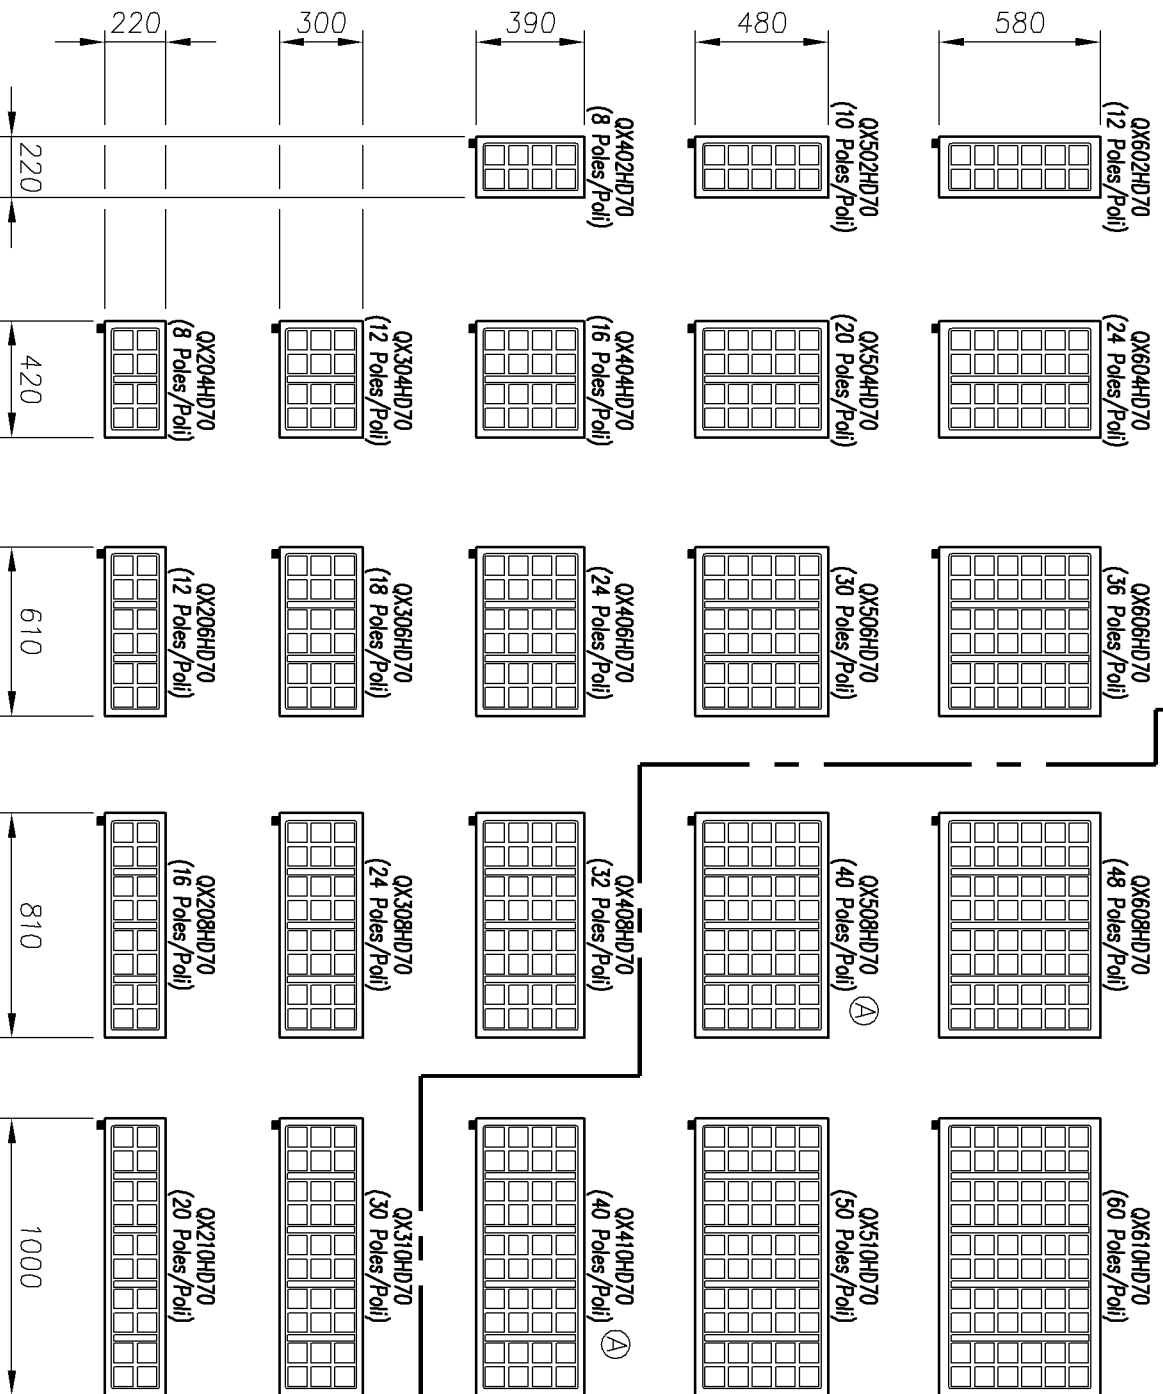 220
300
390
480
580
220
QX402HD70
(8 Poles/Poli)
QX502HD70
(10 Poles/Poli)
QX602HD70
(12 Poles/Poli)
420
QX204HD70
(8 Poles/Poli)
QX304HD70
(12 Poles/Poli)
QX404HD70
(16 Poles/Poli)
QX504HD70
(20 Poles/Poli)
QX604HD70
(24 Poles/Poli)
610
QX206HD70
(12 Poles/Poli)
QX306HD70
(18 Poles/Poli)
QX406HD70
(24 Poles/Poli)
QX506HD70
(30 Poles/Poli)
QX606HD70
(36 Poles/Poli)
810
QX208HD70
(16 Poles/Poli)
QX308HD70
(24 Poles/Poli)
QX408HD70
(32 Poles/Poli)
QX508HD70
(40 Poles/Poli)
A
QX608HD70
(48 Poles/Poli)
1000
QX210HD70
(20 Poles/Poli)
QX310HD70
(30 Poles/Poli)
QX410HD70
(40 Poles/Poli)
A
QX510HD70
(50 Poles/Poli)
QX610HD70
(60 Poles/Poli)